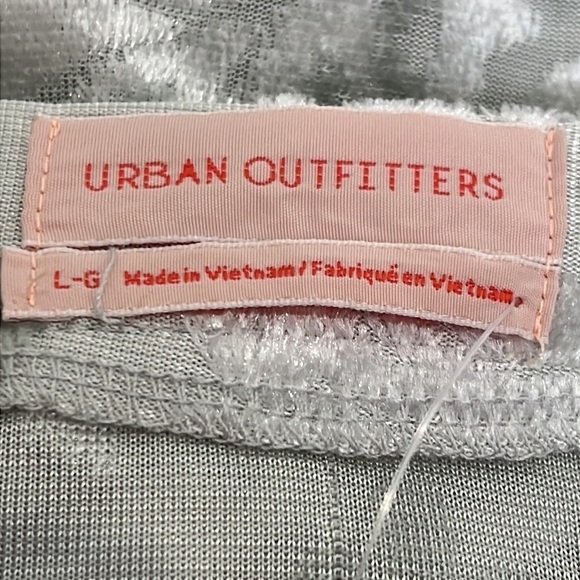 URBAN OUTFITTERS
L-G Made in Vietnam/Fabriqué en Vietnam